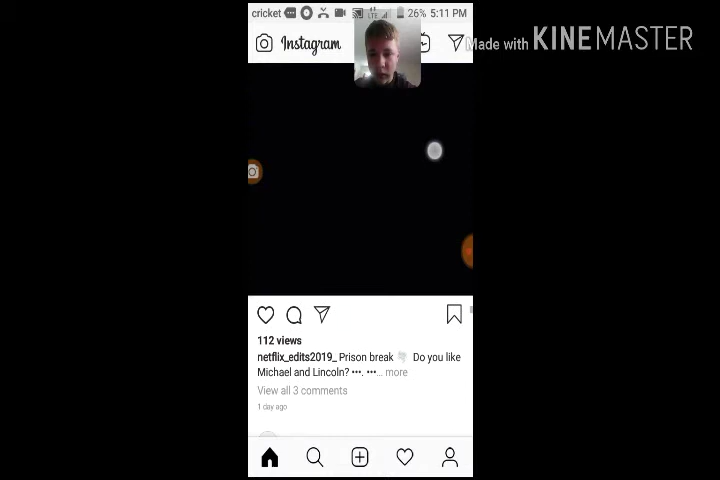 cricket LTE 26% 5:11 PM
Instagram
Made with KINEMASTER
112 views
netflix_edits2019_ Prison break Do you like
Michael and Lincoln? •••. •••... more
View all 3 comments
1 day ago